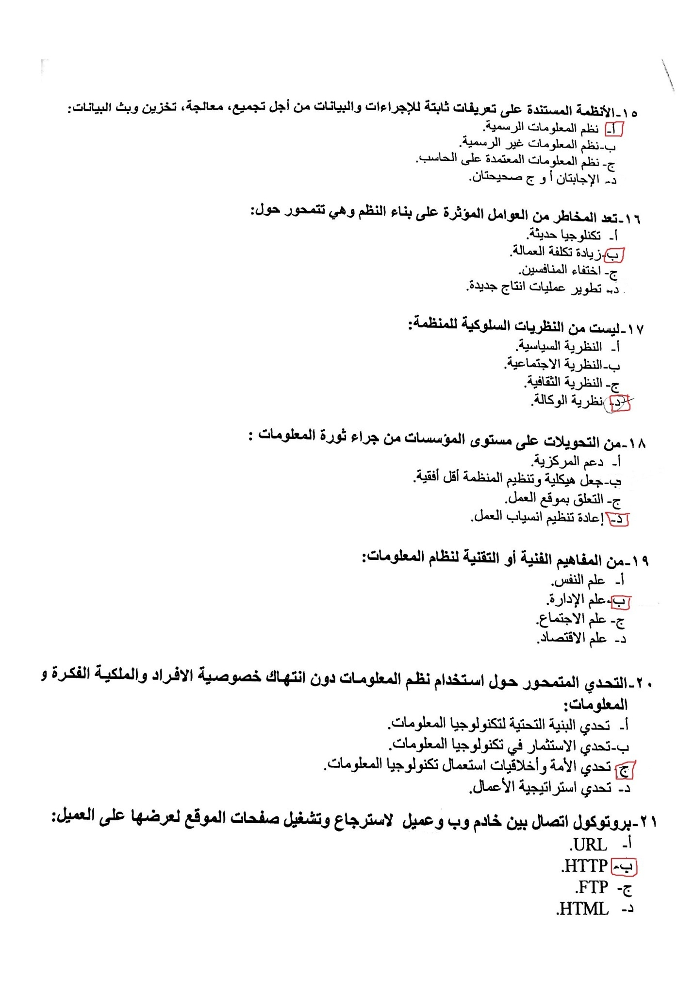 ١٥-الأنظمة المستندة على تعريفات ثابتة للإجراءات والبيانات من أجل تجميع، معالجة، تخزين وبث البيانات:
أ- نظم المعلومات الرسمية.
ب-نظم المعلومات غير الرسمية.
ج- نظم المعلومات المعتمدة على الحاسب.
د- الإجابتان أ و ج صحيحتان.
١٦-تعد المخاطر من العوامل المؤثرة على بناء النظم وهي تتمحور حول:
أ- تكنلوجيا حديثة.
ب-زيادة تكلفة العمالة.
ج- اختفاء المنافسين.
د- تطوير عمليات انتاج جديدة.
١٧-ليست من النظريات السلوكية للمنظمة:
أ- النظرية السياسية.
ب-النظرية الاجتماعية.
ج- النظرية الثقافية.
د- نظرية الوكالة.
١٨-من التحويلات على مستوى المؤسسات من جراء ثورة المعلومات :
أ- دعم المركزية.
ب-جعل هيكلية وتنظيم المنظمة أقل أفقية.
ج- التعلق بموقع العمل.
د- إعادة تنظيم انسياب العمل.
١٩-من المفاهيم الفنية أو التقنية لنظام المعلومات:
أ- علم النفس.
ب-علم الإدارة.
ج- علم الاجتماع.
د- علم الاقتصاد.
٢٠-التحدي المتمحور حول استخدام نظم المعلومات دون انتهاك خصوصية الافراد والملكية الفكرة و
المعلومات:
أ- تحدي البنية التحتية لتكنولوجيا المعلومات.
ب-تحدي الاستثمار في تكنولوجيا المعلومات.
ج- تحدي الأمة وأخلاقيات استعمال تكنولوجيا المعلومات.
د- تحدي استراتيجية الأعمال.
٢١-بروتوكول اتصال بين خادم وب وعميل لاسترجاع وتشغيل صفحات الموقع لعرضها على العميل:
أ- URL.
ب- HTTP.
ج- FTP.
د- HTML.